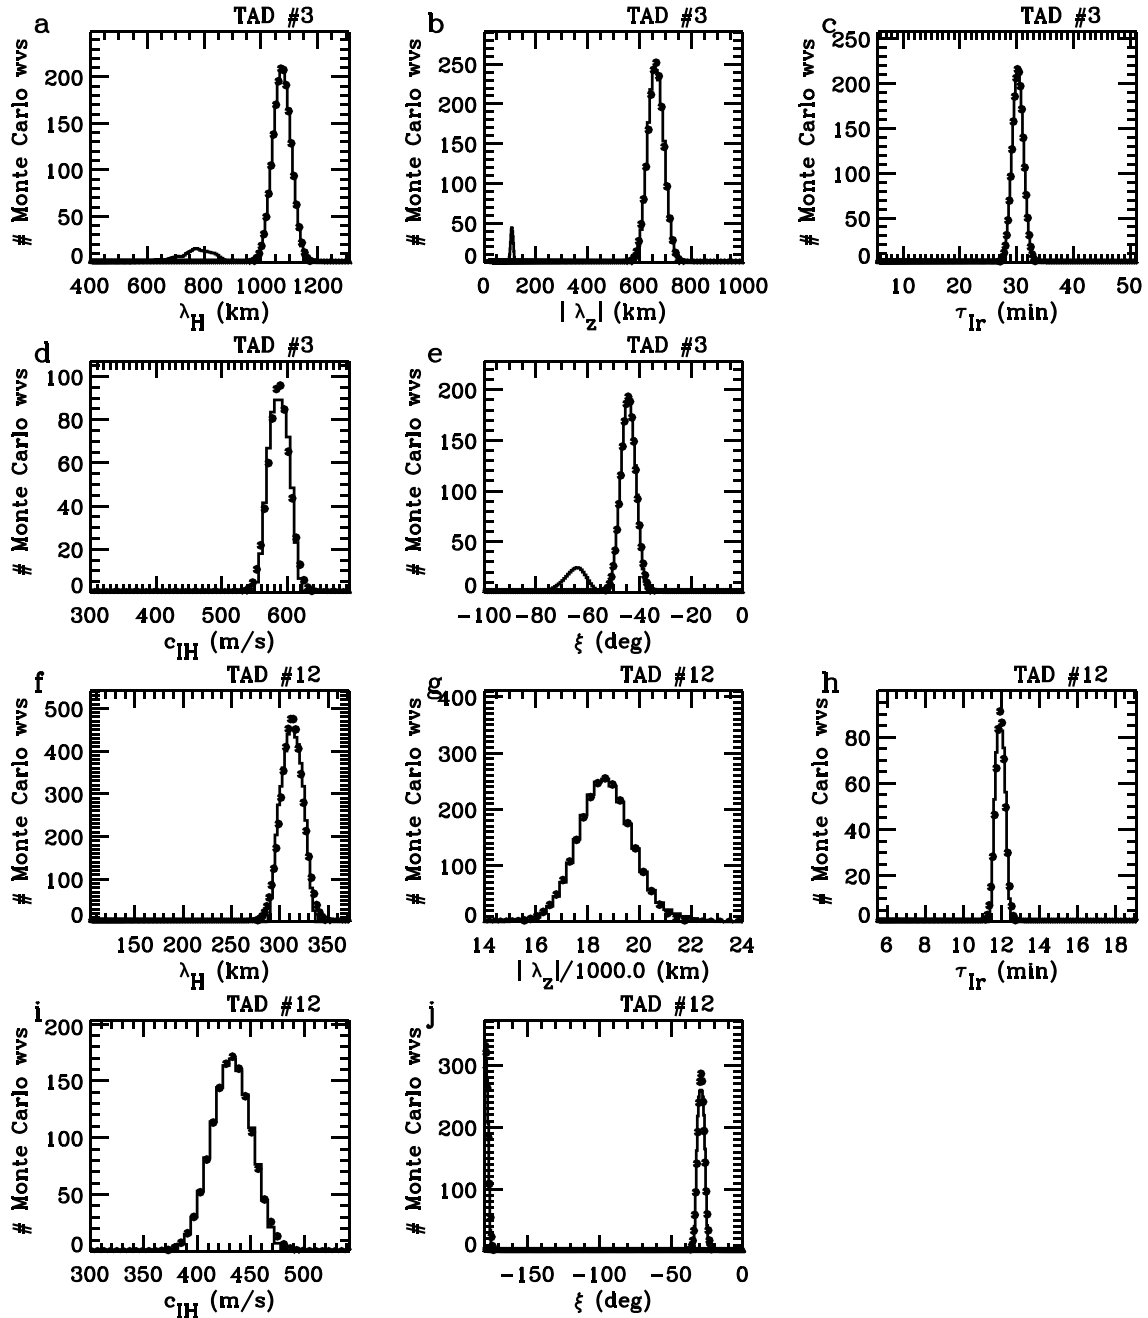 a TAD #3
# Monte Carlo wvs
200
150
100
50
0
400 600 800 1000 1200
λH (km)
b TAD #3
# Monte Carlo wvs
250
200
150
100
50
0
0 200 400 600 800 1000
| λz| (km)
c TAD #3
# Monte Carlo wvs
250
200
150
100
50
0
10 20 30 40 50
τIr (min)
d TAD #3
# Monte Carlo wvs
100
80
60
40
20
0
300 400 500 600
cIH (m/s)
e TAD #3
# Monte Carlo wvs
200
150
100
50
0
-100 -80 -60 -40 -20 0
ξ (deg)
f TAD #12
# Monte Carlo wvs
500
400
300
200
100
0
150 200 250 300 350
λH (km)
g TAD #12
# Monte Carlo wvs
400
300
200
100
0
14 16 18 20 22 24
| λz|/1000.0 (km)
h TAD #12
# Monte Carlo wvs
80
60
40
20
0
6 8 10 12 14 16 18
τIr (min)
i TAD #12
# Monte Carlo wvs
200
150
100
50
0
300 350 400 450 500
cIH (m/s)
j TAD #12
# Monte Carlo wvs
300
200
100
0
-150 -100 -50 0
ξ (deg)